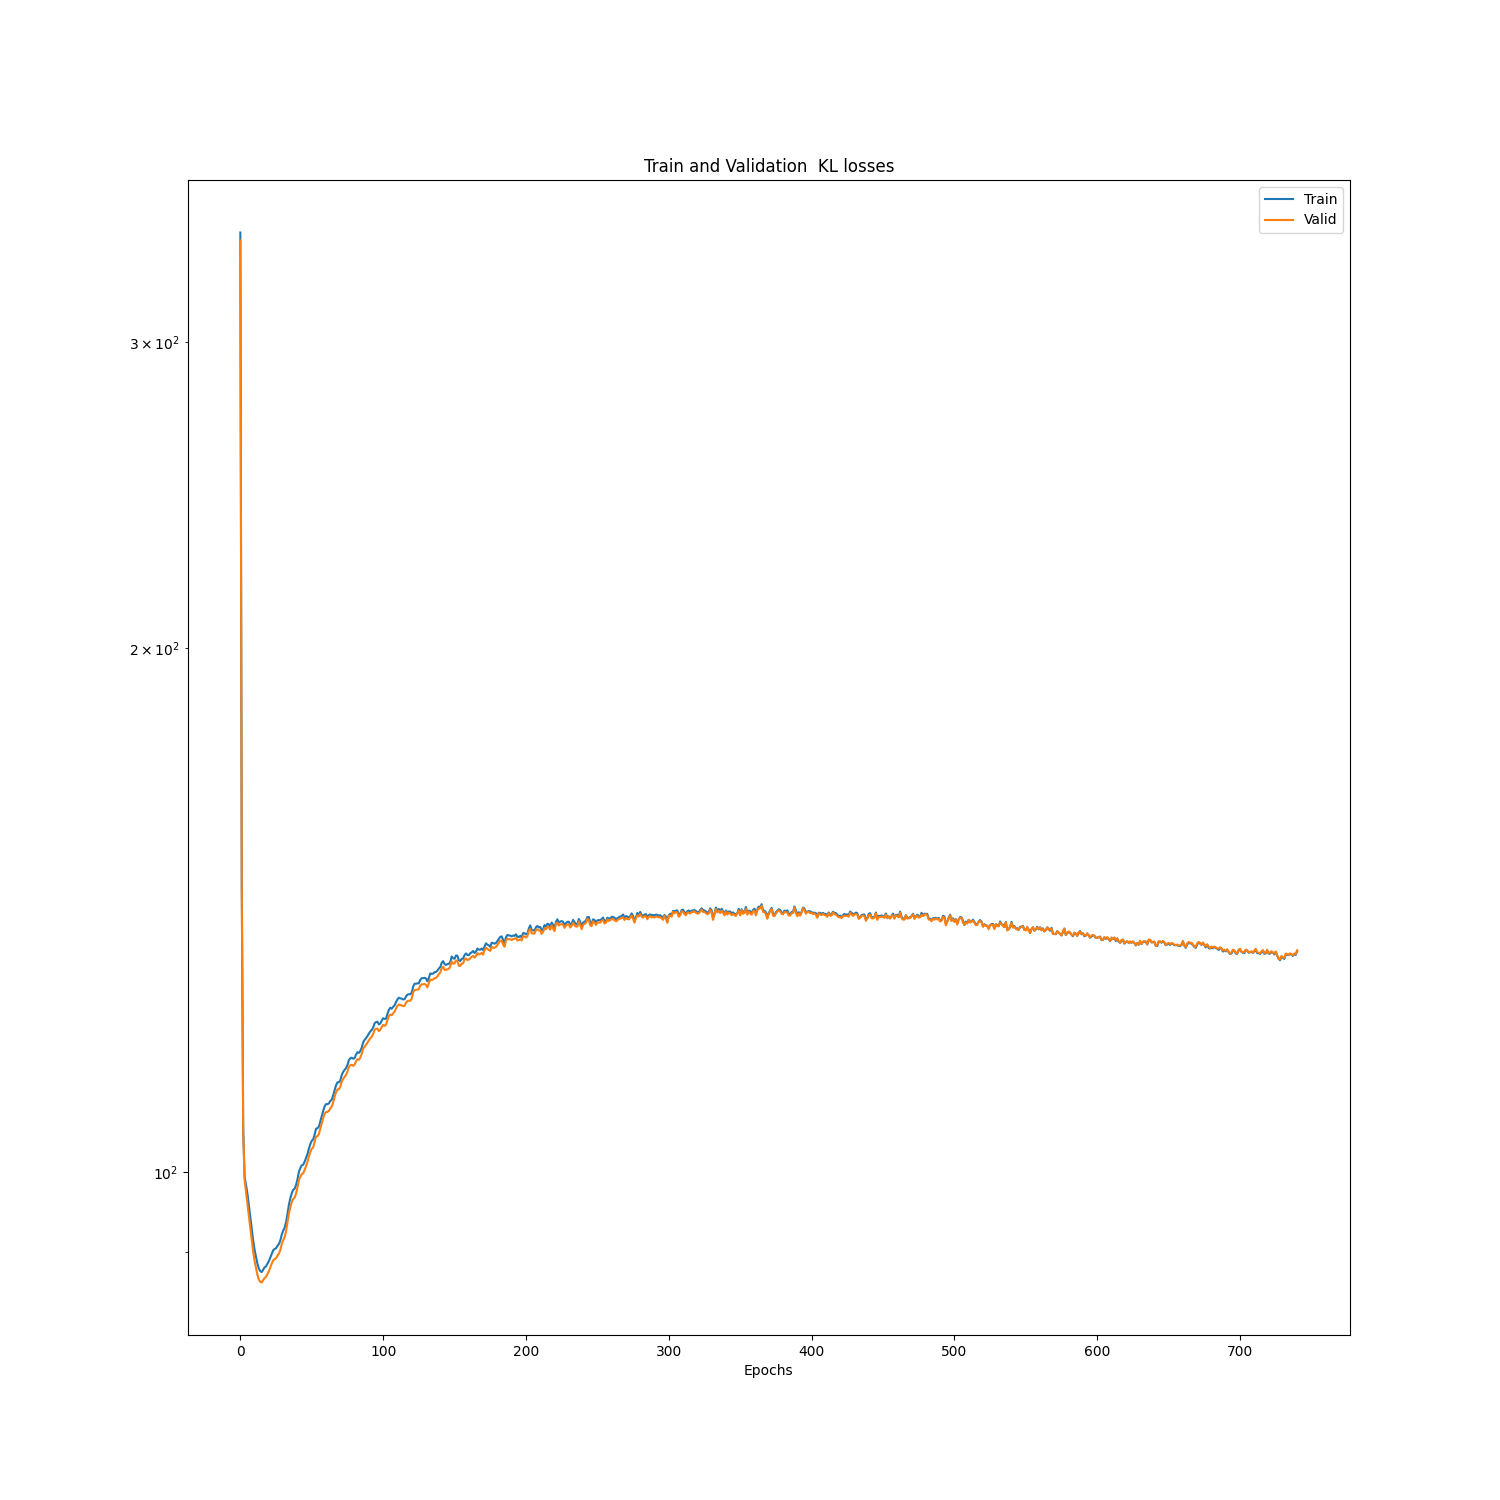 Train and Validation  KL losses
Train
Valid
3 × 10²
2 × 10²
10²
0 100 200 300 400 500 600 700
Epochs